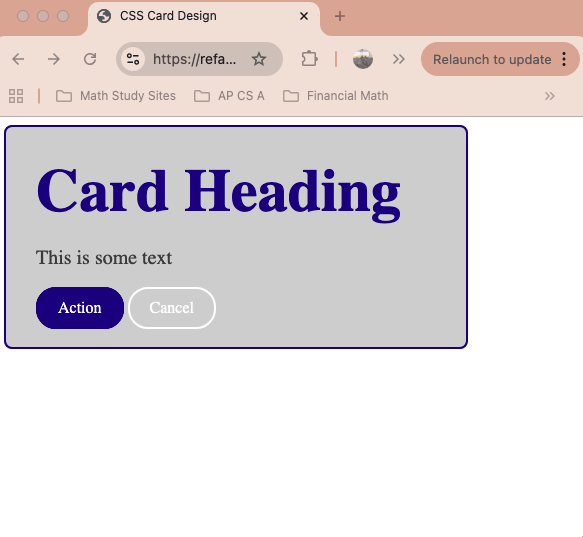 CSS Card Design
https://refa...
Relaunch to update
Math Study Sites AP CS A Financial Math
Card Heading
This is some text
Action Cancel